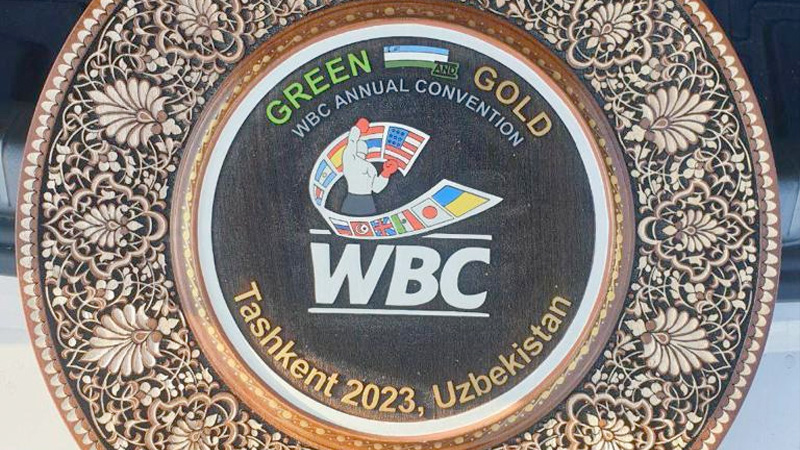 GREEN AND GOLD
WBC ANNUAL CONVENTION
WBC
Tashkent 2023, Uzbekistan